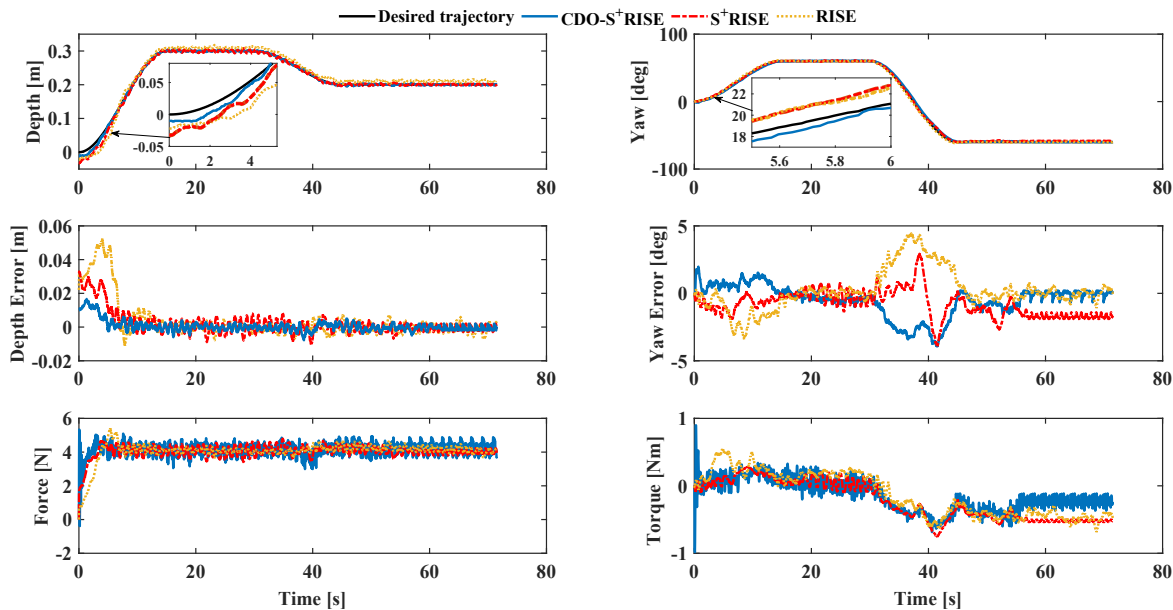 Desired trajectory CDO-S⁺RISE S⁺RISE RISE
Depth [m]
0.3
0.2
0.1
0
0.05
0
-0.05
0 2 4
0 20 40 60 80
Yaw [deg]
100
0
-100
22
20
18
5.6 5.8 6
0 20 40 60 80
Depth Error [m]
0.06
0.04
0.02
0
-0.02
0 20 40 60 80
Yaw Error [deg]
5
0
-5
0 20 40 60 80
Force [N]
6
4
2
0
-2
0 20 40 60 80
Time [s]
Torque [Nm]
1
0
-1
0 20 40 60 80
Time [s]